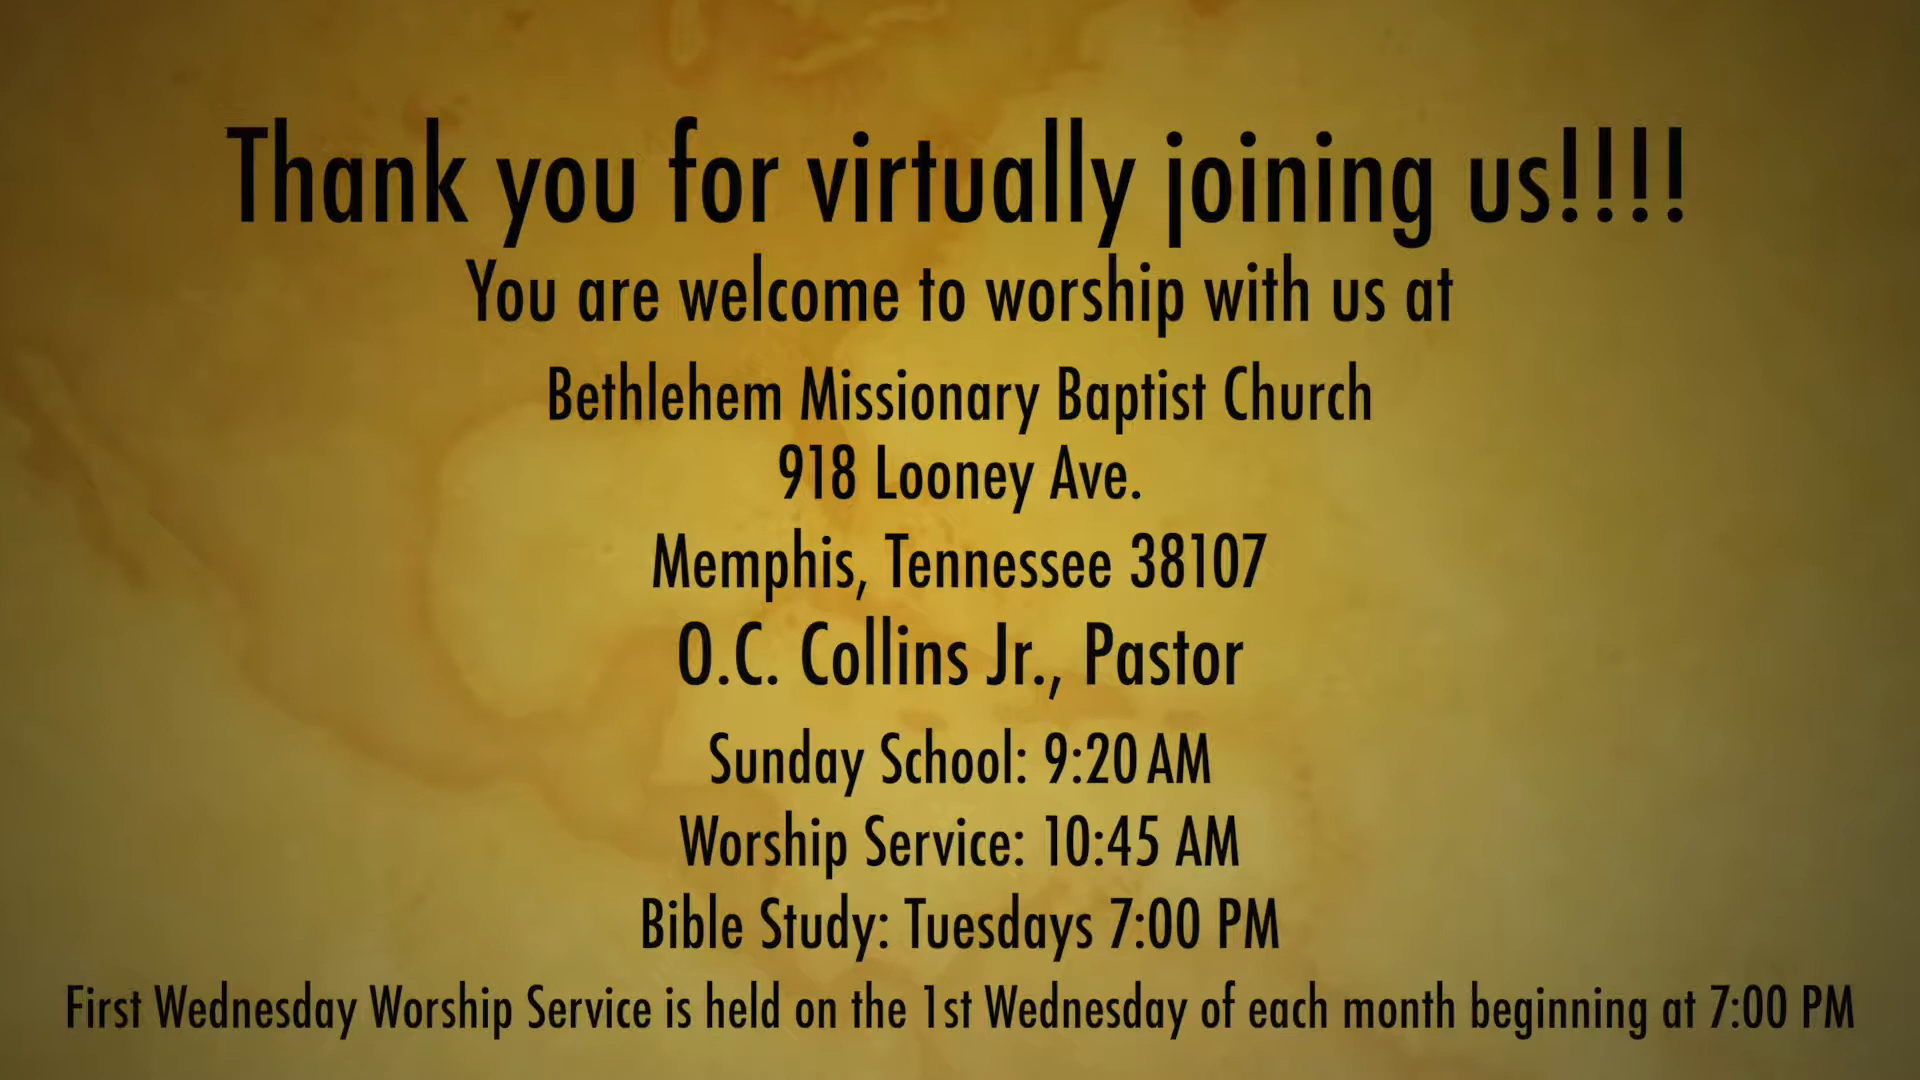 Thank you for virtually joining us!!!!
You are welcome to worship with us at
Bethlehem Missionary Baptist Church
918 Looney Ave.
Memphis, Tennessee 38107
O.C. Collins Jr., Pastor
Sunday School: 9:20 AM
Worship Service: 10:45 AM
Bible Study: Tuesdays 7:00 PM
First Wednesday Worship Service is held on the 1st Wednesday of each month beginning at 7:00 PM